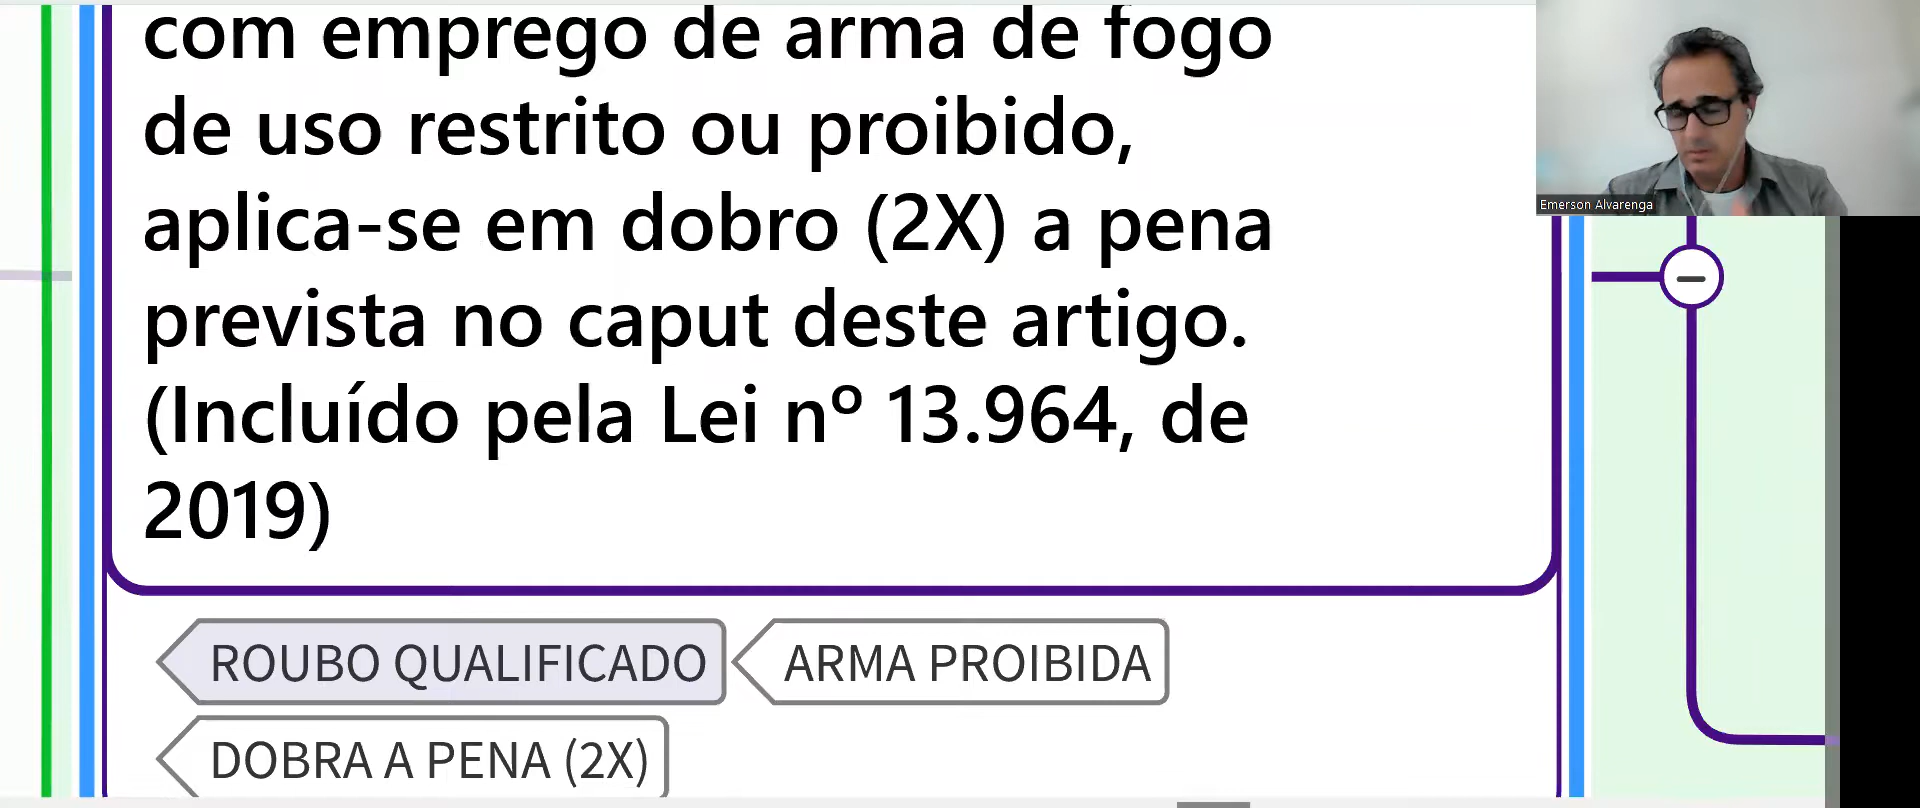 com emprego de arma de fogo
de uso restrito ou proibido,
aplica-se em dobro (2X) a pena
prevista no caput deste artigo.
(Incluído pela Lei nº 13.964, de
2019)
ROUBO QUALIFICADO
ARMA PROIBIDA
DOBRA A PENA (2X)
Emerson Alvarenga